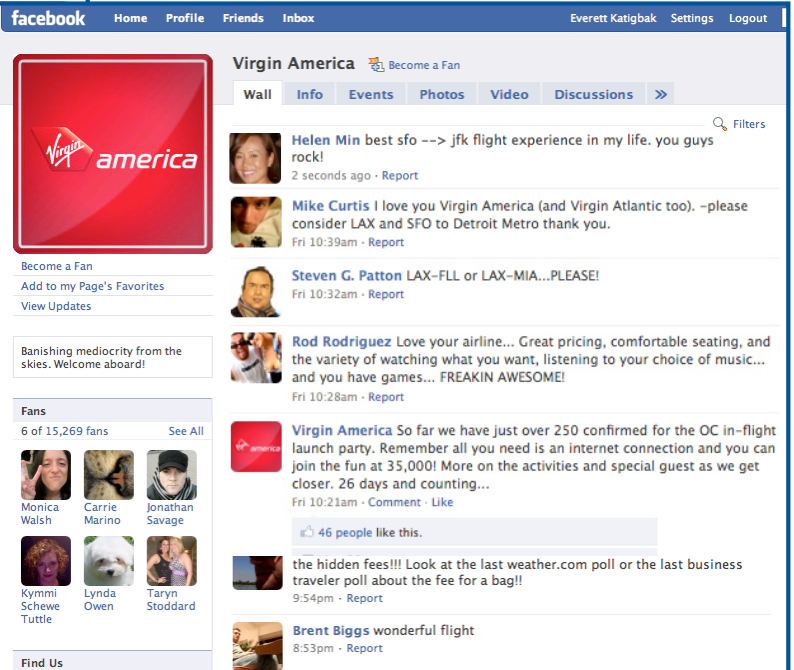 facebook Home Profile Friends Inbox Everett Katigbak Settings Logout
Virgin america
Become a Fan
Add to my Page's Favorites
View Updates
Banishing mediocrity from the
skies. Welcome aboard!
Fans
6 of 15,269 fans See All
Monica
Walsh
Carrie
Marino
Jonathan
Savage
Kymmi
Schewe
Tuttle
Lynda
Owen
Taryn
Stoddard
Find Us
Virgin America Become a Fan
Wall Info Events Photos Video Discussions »
Filters
Helen Min best sfo --> jfk flight experience in my life. you guys
rock!
2 seconds ago · Report
Mike Curtis I love you Virgin America (and Virgin Atlantic too). -please
consider LAX and SFO to Detroit Metro thank you.
Fri 10:39am · Report
Steven G. Patton LAX-FLL or LAX-MIA...PLEASE!
Fri 10:32am · Report
Rod Rodriguez Love your airline... Great pricing, comfortable seating, and
the variety of watching what you want, listening to your choice of music...
and you have games... FREAKIN AWESOME!
Fri 10:28am · Report
america
Virgin America So far we have just over 250 confirmed for the OC in-flight
launch party. Remember all you need is an internet connection and you can
join the fun at 35,000! More on the activities and special guest as we get
closer. 26 days and counting...
Fri 10:21am · Comment · Like
46 people like this.
the hidden fees!!! Look at the last weather.com poll or the last business
traveler poll about the fee for a bag!!
9:54pm · Report
Brent Biggs wonderful flight
8:53pm · Report